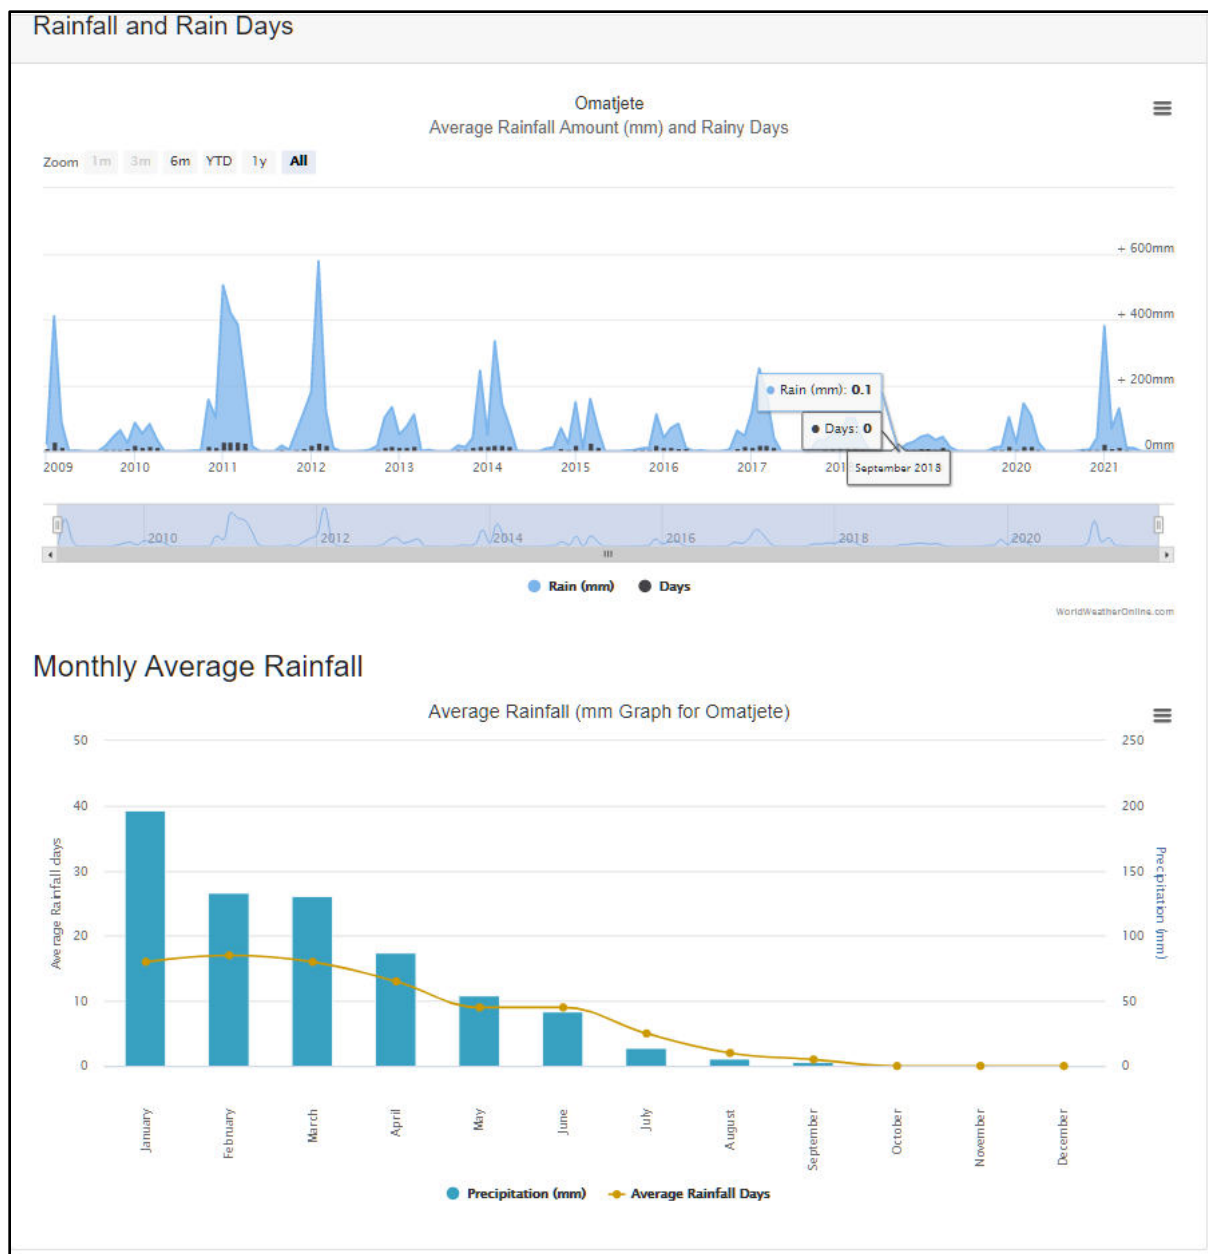 Rainfall and Rain Days
Omatjete
Average Rainfall Amount (mm) and Rainy Days
Zoom 1m 3m 6m YTD 1y All
+ 600mm
+ 400mm
+ 200mm
Rain (mm): 0.1
Days: 0
0mm
September 2018
2009 2010 2011 2012 2013 2014 2015 2016 2017 2020 2021
2010 2012 2014 2016 2018 2020
Rain (mm) Days
WorldWeatherOnline.com
Monthly Average Rainfall
Average Rainfall (mm Graph for Omatjete)
50 250
40 200
30 150
20 100
10 50
0 0
Average Rainfall days
Precipitation (mm)
January February March April May June July August September October November December
Precipitation (mm) Average Rainfall Days